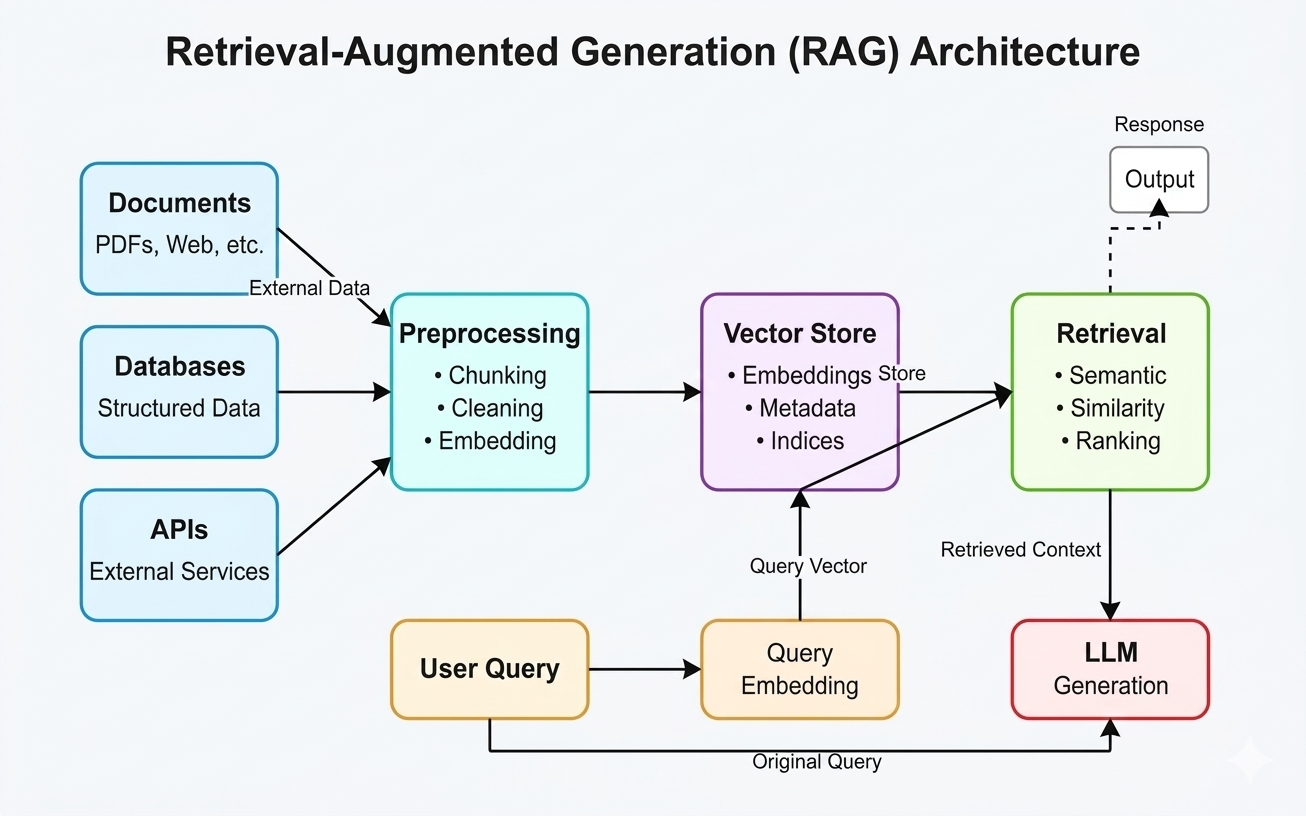 Retrieval-Augmented Generation (RAG) Architecture
Response
Output
Documents
PDFs, Web, etc.
External Data
Databases
Structured Data
APIs
External Services
Preprocessing
• Chunking
• Cleaning
• Embedding
Vector Store
• Embeddings
• Metadata
• Indices
Store
Retrieval
• Semantic
• Similarity
• Ranking
Query Vector
Retrieved Context
User Query
Query
Embedding
LLM
Generation
Original Query